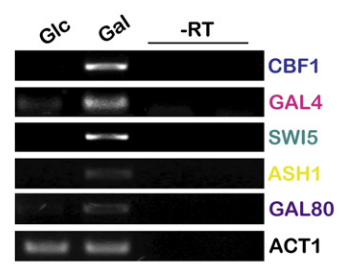 Glc Gal -RT
CBF1
GAL4
SWI5
ASH1
GAL80
ACT1